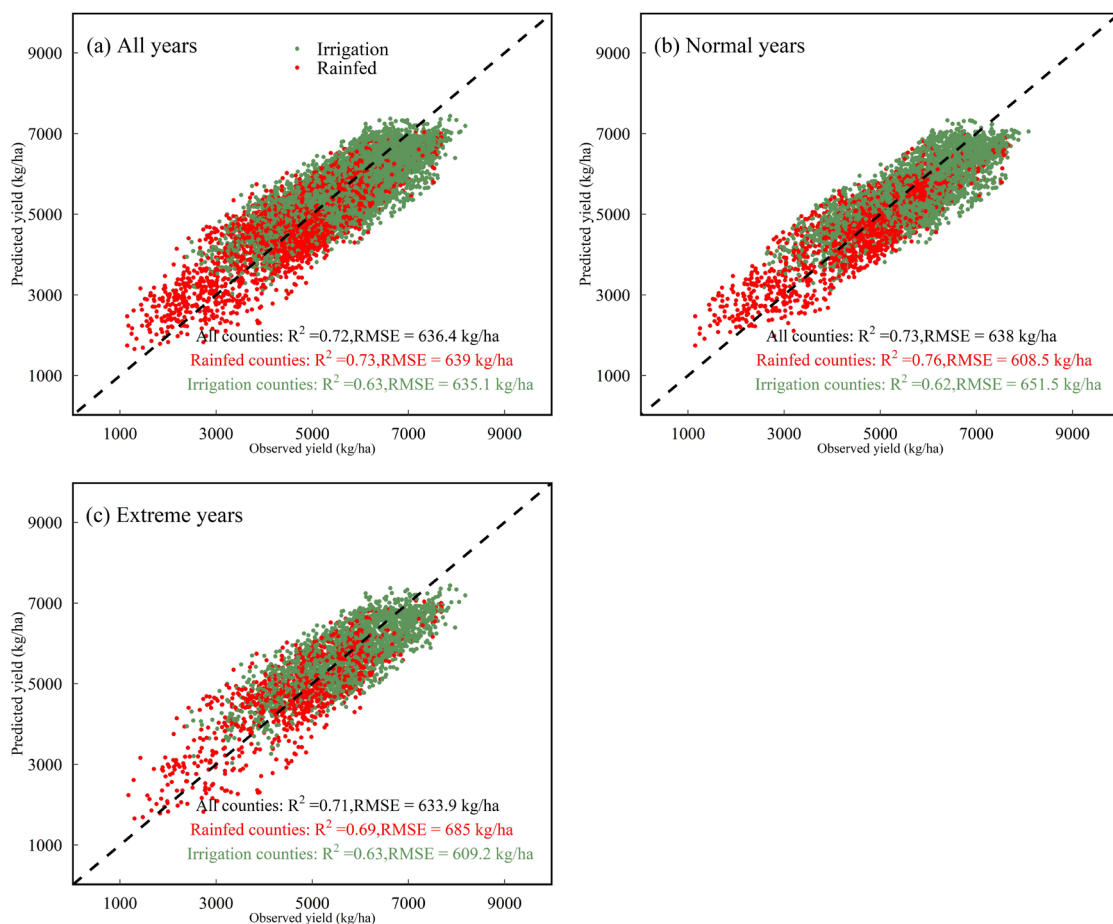 (a) All years
Irrigation
Rainfed
9000
7000
5000
3000
1000
Predicted yield (kg/ha)
All counties: R² =0.72,RMSE = 636.4 kg/ha
Rainfed counties: R² =0.73,RMSE = 639 kg/ha
Irrigation counties: R² =0.63,RMSE = 635.1 kg/ha
1000 3000 5000 7000 9000
Observed yield (kg/ha)
(b) Normal years
9000
7000
5000
3000
1000
Predicted yield (kg/ha)
All counties: R² =0.73,RMSE = 638 kg/ha
Rainfed counties: R² =0.76,RMSE = 608.5 kg/ha
Irrigation counties: R² =0.62,RMSE = 651.5 kg/ha
1000 3000 5000 7000 9000
Observed yield (kg/ha)
(c) Extreme years
9000
7000
5000
3000
1000
Predicted yield (kg/ha)
All counties: R² =0.71,RMSE = 633.9 kg/ha
Rainfed counties: R² =0.69,RMSE = 685 kg/ha
Irrigation counties: R² =0.63,RMSE = 609.2 kg/ha
1000 3000 5000 7000 9000
Observed yield (kg/ha)